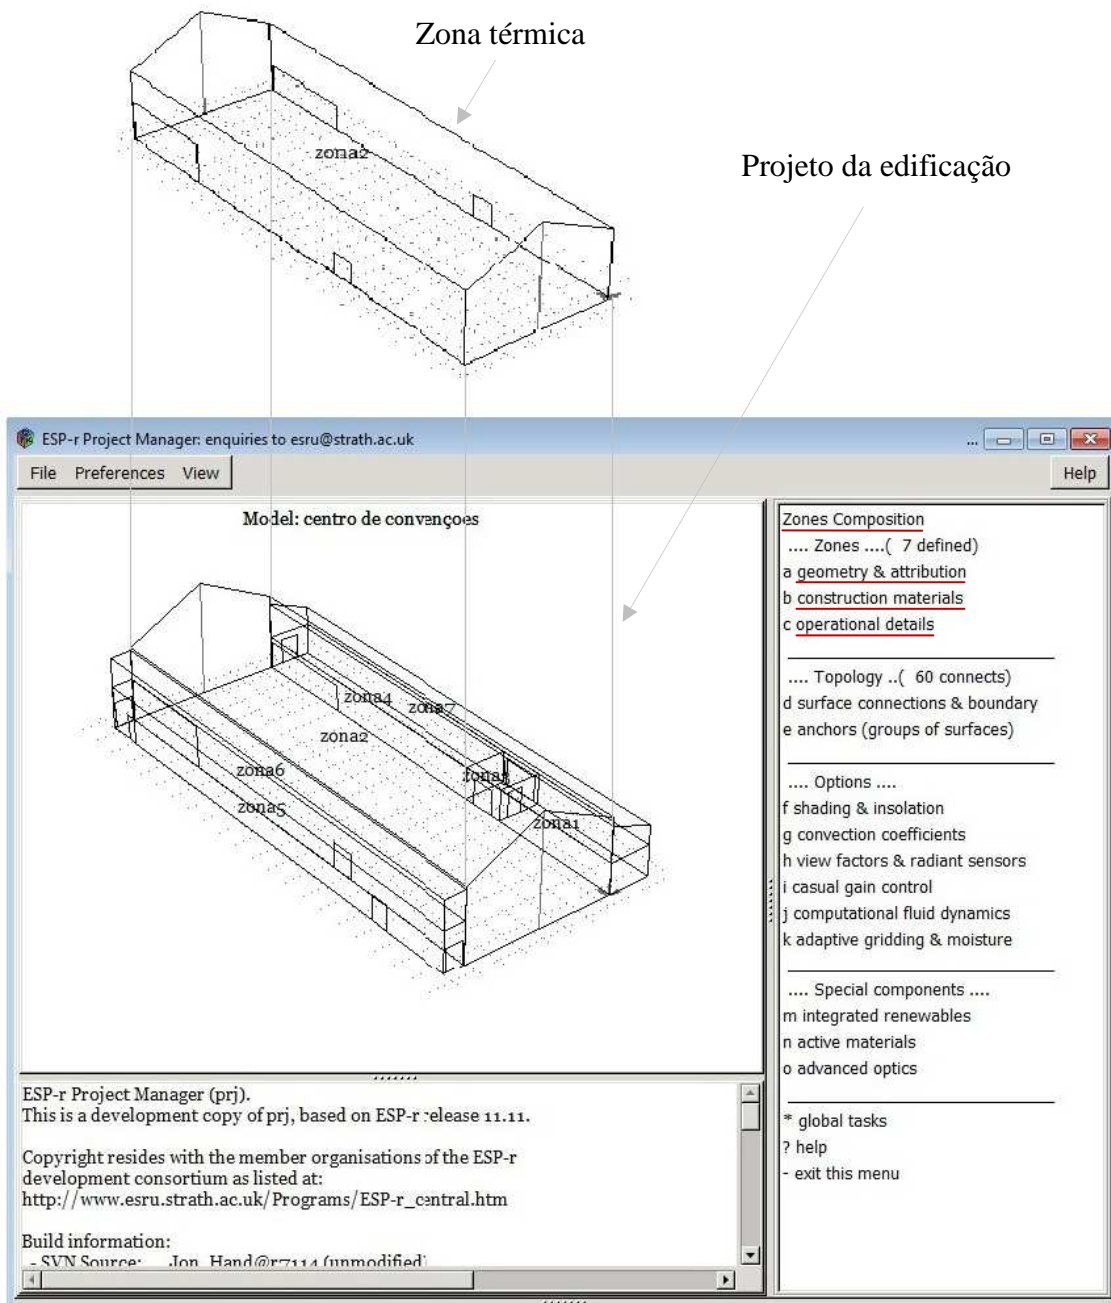 Zona térmica
zona2
Projeto da edificação
ESP-r Project Manager: enquiries to esru@strath.ac.uk
...
File Preferences View
Help
Model: centro de convençoes
zona4
zona7
zona2
zona6
zona5
zona1
Zones Composition
.... Zones ....( 7 defined)
a geometry & attribution
b construction materials
c operational details
.... Topology ..( 60 connects)
d surface connections & boundary
e anchors (groups of surfaces)
.... Options ....
f shading & insolation
g convection coefficients
h view factors & radiant sensors
i casual gain control
j computational fluid dynamics
k adaptive gridding & moisture
.... Special components ....
m integrated renewables
n active materials
o advanced optics
* global tasks
? help
- exit this menu
ESP-r Project Manager (prj).
This is a development copy of prj, based on ESP-r release 11.11.
Copyright resides with the member organisations of the ESP-r
development consortium as listed at:
http://www.esru.strath.ac.uk/Programs/ESP-r_central.htm
Build information:
- SVN Source: Jon_Hand@r7114 (unmodified)